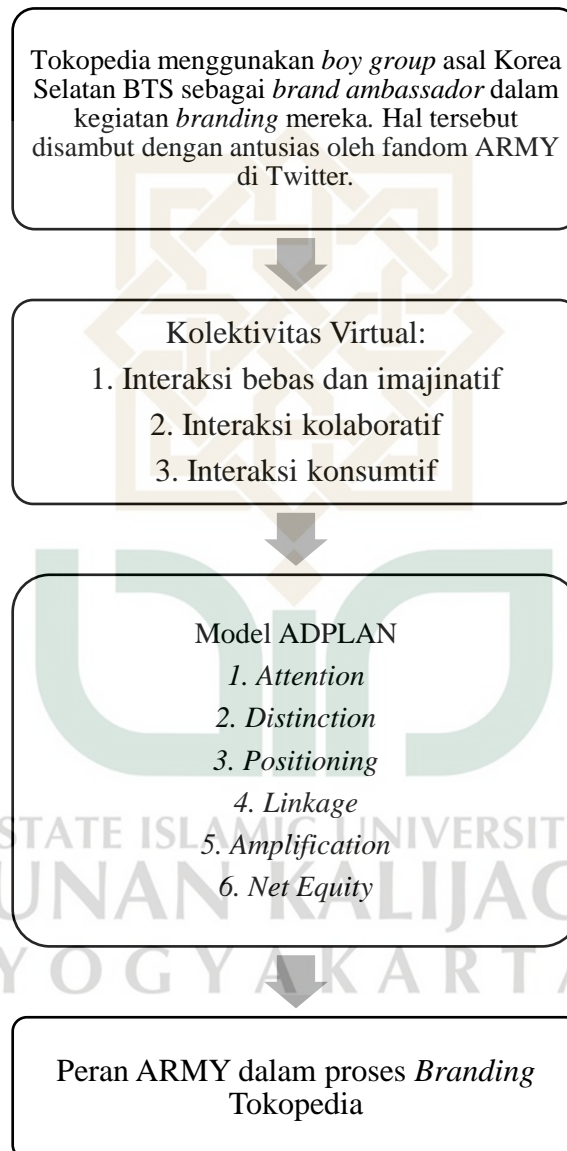 Tokopedia menggunakan boy group asal Korea
Selatan BTS sebagai brand ambassador dalam
kegiatan branding mereka. Hal tersebut
disambut dengan antusias oleh fandom ARMY
di Twitter.
Kolektivitas Virtual:
1. Interaksi bebas dan imajinatif
2. Interaksi kolaboratif
3. Interaksi konsumtif
Model ADPLAN
1. Attention
2. Distinction
3. Positioning
4. Linkage
5. Amplification
6. Net Equity
STATE ISLAMIC UNIVERSIT
UNAN KALIJAG
YOGYAKARTA
Peran ARMY dalam proses Branding
Tokopedia